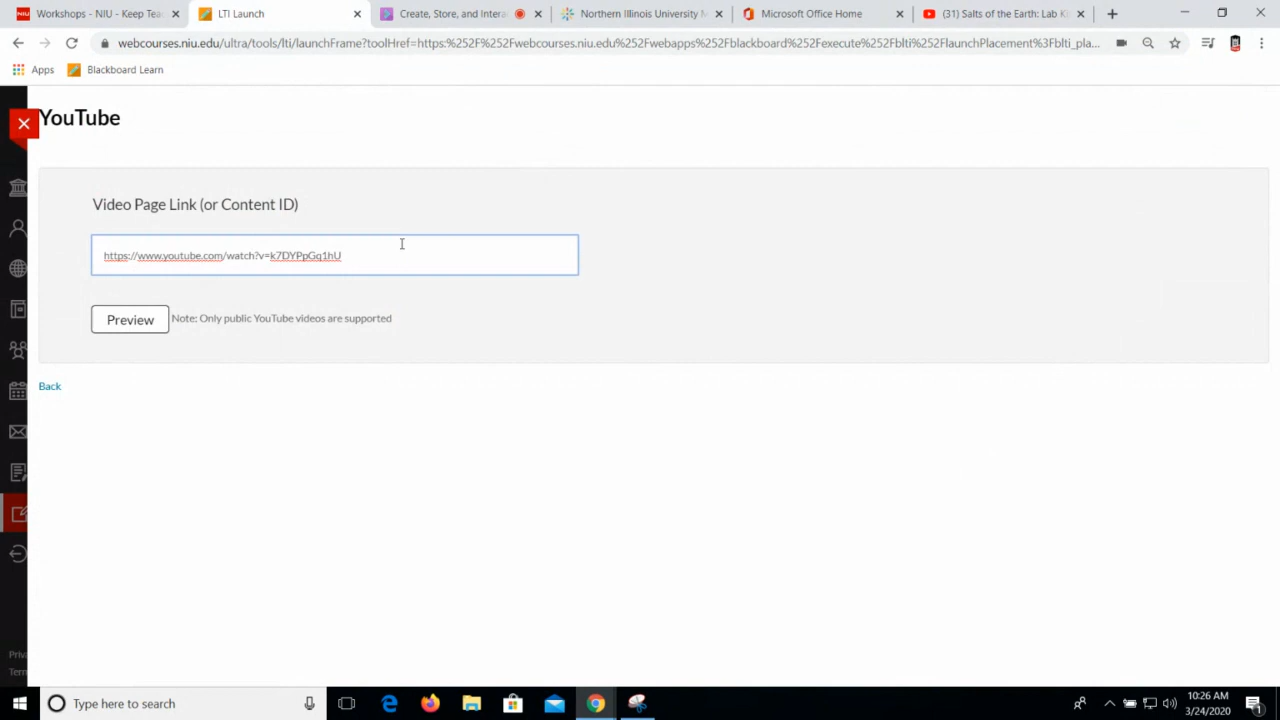 Workshops - NIU - Keep Tea
LTI Launch
Create, Store, and Intera
Northern Illinois University M
Microsoft Office Home
(31) Salts of the Earth: Lab Ki
webcourses.niu.edu/ultra/tools/lti/launchFrame?toolHref=https:%252F%252Fwebcourses.niu.edu%252Fwebapps%252Fblackboard%252Fexecute%252Fblti%252FlaunchPlacement%3Fblti_pla...
Apps
Blackboard Learn
YouTube
Video Page Link (or Content ID)
https://www.youtube.com/watch?v=k7DYPpGq1hU
Preview
Note: Only public YouTube videos are supported
Back
Priva
Term
Type here to search
10:26 AM
3/24/2020
1